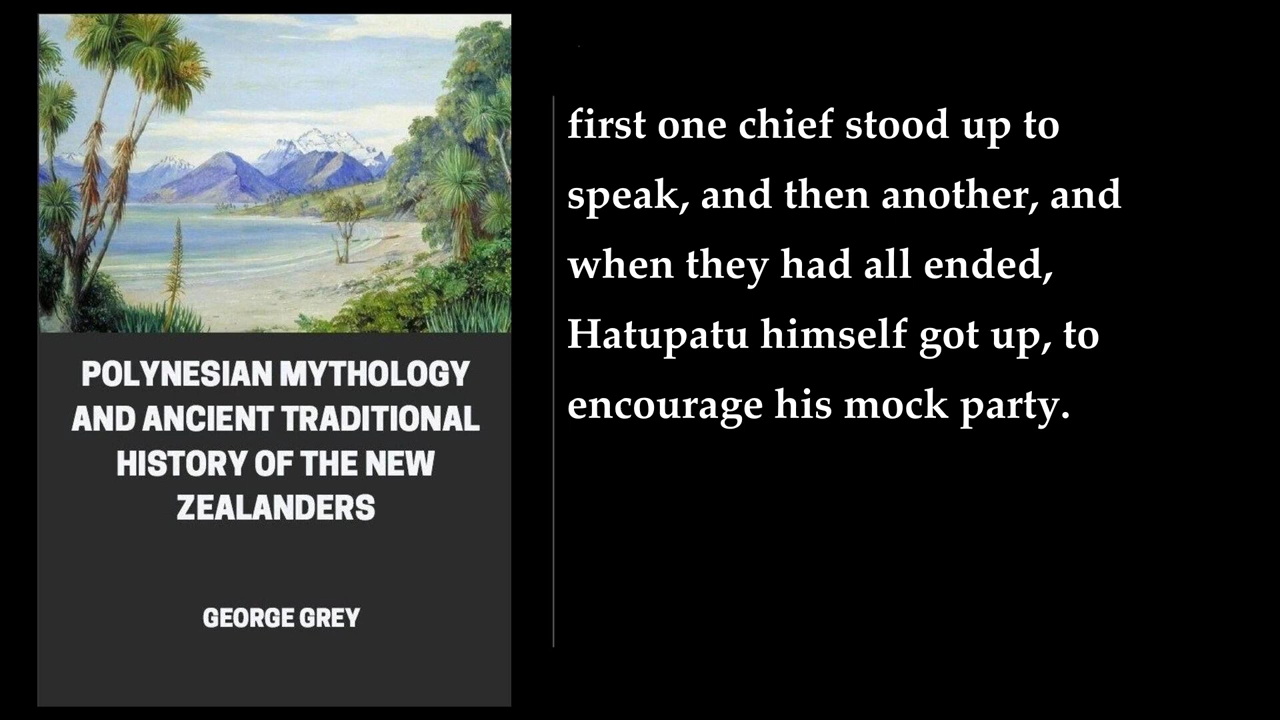 POLYNESIAN MYTHOLOGY
AND ANCIENT TRADITIONAL
HISTORY OF THE NEW
ZEALANDERS
GEORGE GREY
first one chief stood up to
speak, and then another, and
when they had all ended,
Hatupatu himself got up, to
encourage his mock party.